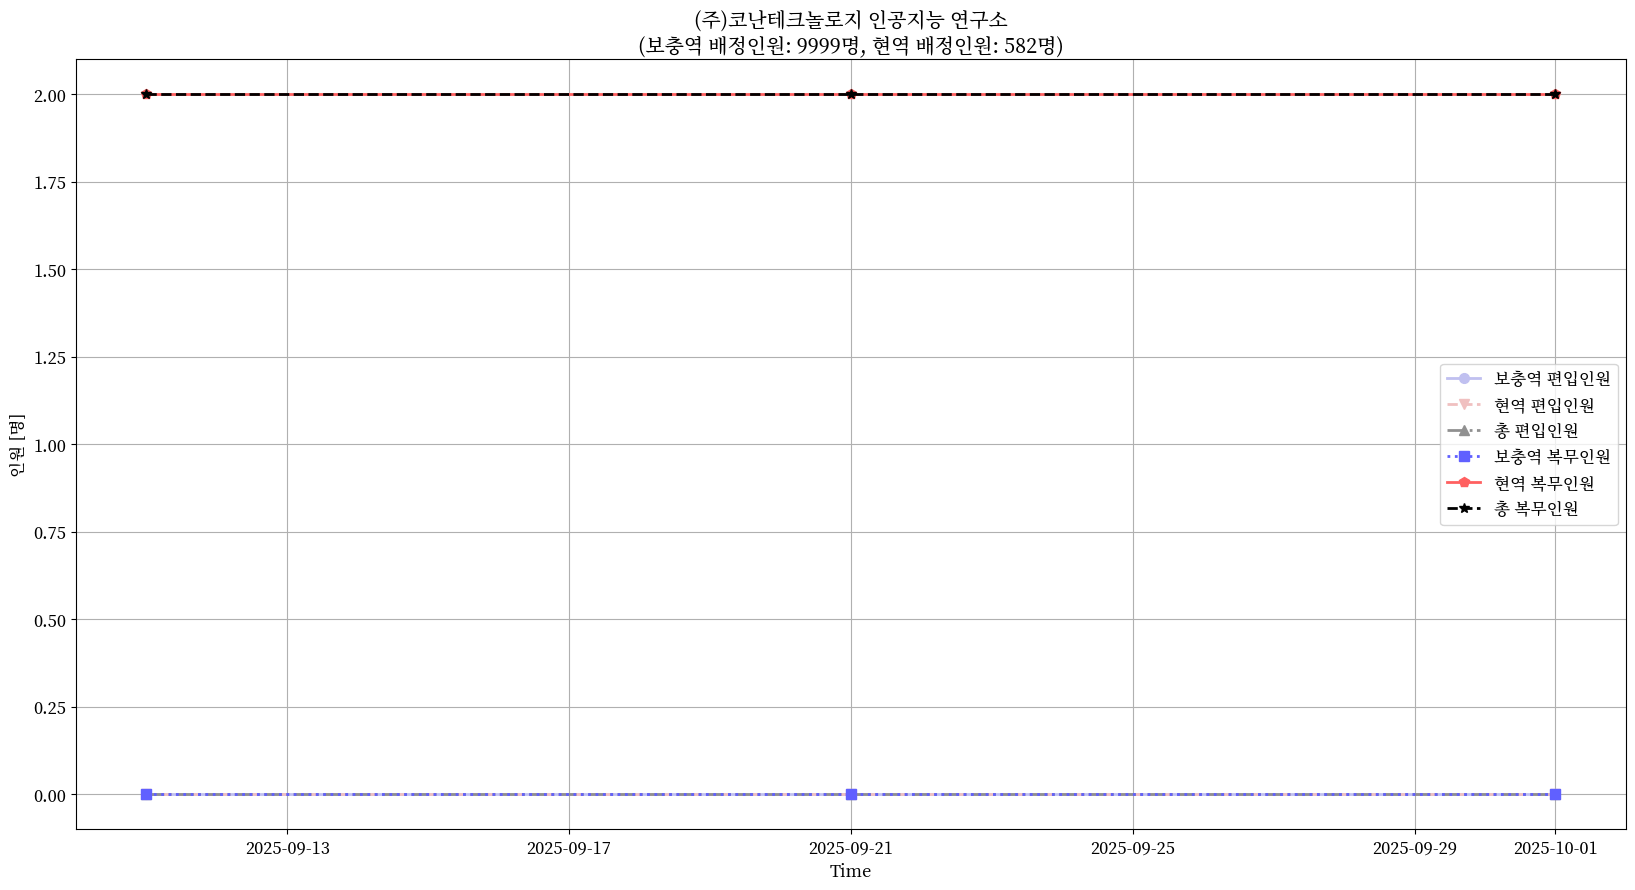 (주)코난테크놀로지 인공지능 연구소
(보충역 배정인원: 9999명, 현역 배정인원: 582명)
2.00
1.75
1.50
1.25
1.00
0.75
0.50
0.25
0.00
인원 [명]
보충역 편입인원
현역 편입인원
총 편입인원
보충역 복무인원
현역 복무인원
총 복무인원
2025-09-13 2025-09-17 2025-09-21 2025-09-25 2025-09-29 2025-10-01
Time